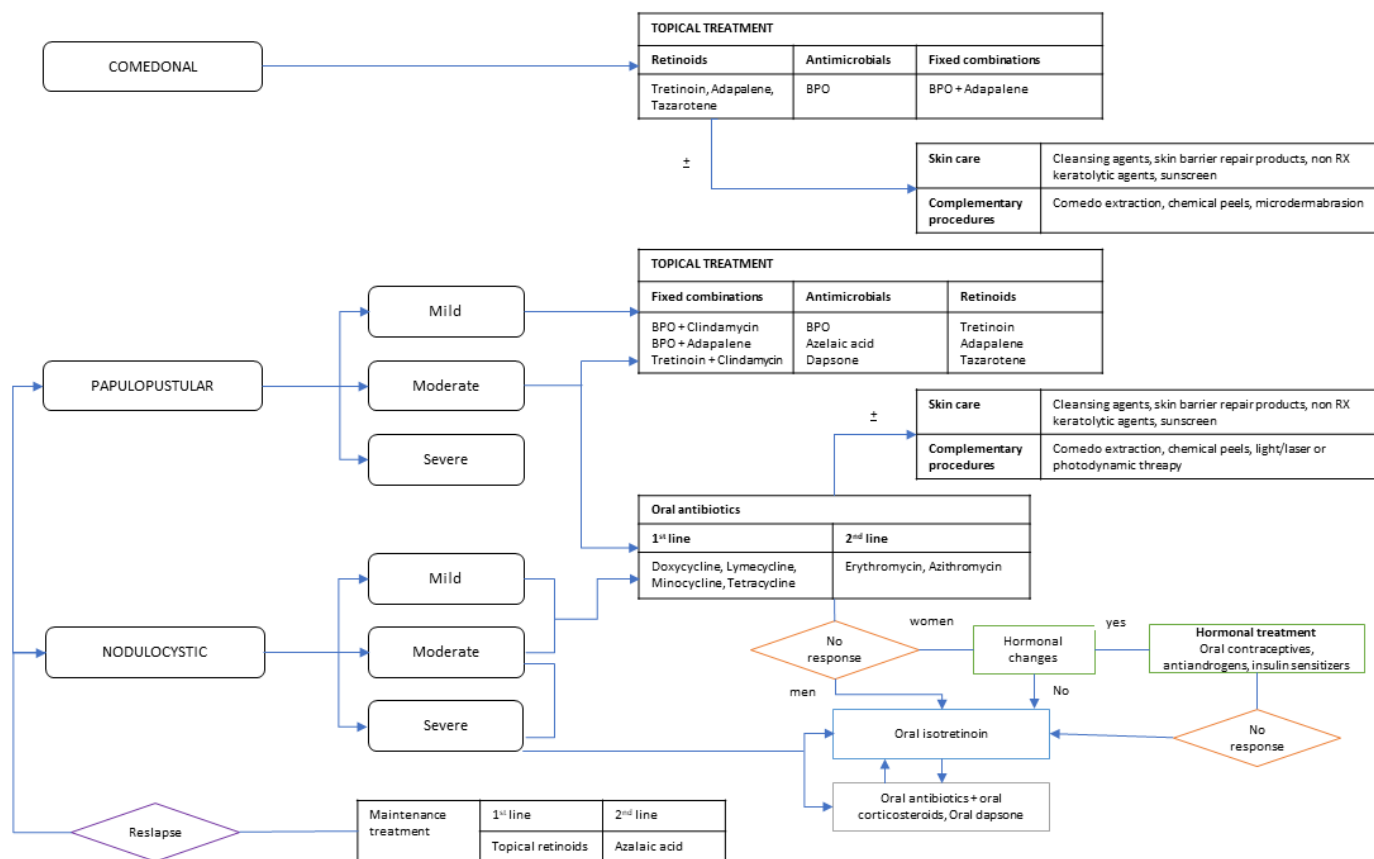 COMEDONAL
TOPICAL TREATMENT
Retinoids
Antimicrobials
Fixed combinations
Tretinoin, Adapalene,
Tazarotene
BPO
BPO + Adapalene
±
Skin care
Cleansing agents, skin barrier repair products, non RX
keratolytic agents, sunscreen
Complementary
procedures
Comedo extraction, chemical peels, microdermabrasion
PAPULOPUSTULAR
Mild
Moderate
Severe
TOPICAL TREATMENT
Fixed combinations
Antimicrobials
Retinoids
BPO + Clindamycin
BPO + Adapalene
Tretinoin + Clindamycin
BPO
Azelaic acid
Dapsone
Tretinoin
Adapalene
Tazarotene
±
Skin care
Cleansing agents, skin barrier repair products, non RX
keratolytic agents, sunscreen
Complementary
procedures
Comedo extraction, chemical peels, light/laser or
photodynamic threapy
NODULOCYSTIC
Mild
Moderate
Severe
Oral antibiotics
1st line
2nd line
Doxycycline, Lymecycline,
Minocycline, Tetracycline
Erythromycin, Azithromycin
No
response
women
men
Hormonal
changes
yes
No
Hormonal treatment
Oral contraceptives,
antiandrogens, insulin sensitizers
No
response
Oral isotretinoin
Oral antibiotics + oral
corticosteroids, Oral dapsone
Reslapse
Maintenance
treatment
1st line
2nd line
Topical retinoids
Azalaic acid